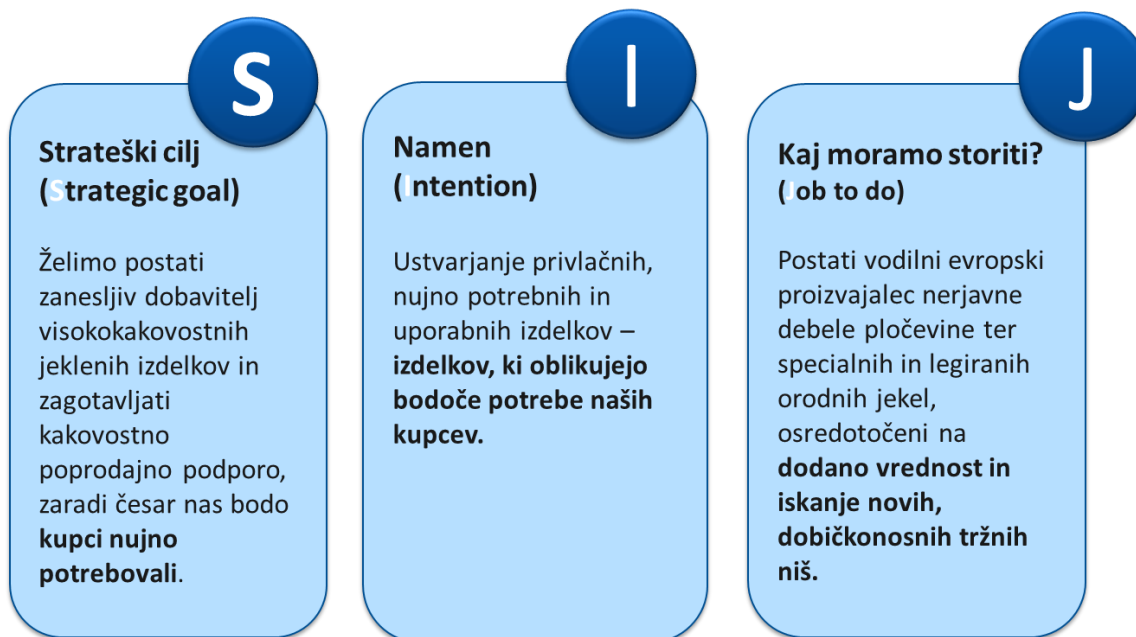 S
Strateški cilj
(Strategic goal)
Želimo postati
zanesljiv dobavitelj
visokokakovostnih
jeklenih izdelkov in
zagotavljati
kakovostno
poprodajno podporo,
zaradi česar nas bodo
kupci nujno
potrebovali.
I
Namen
(Intention)
Ustvarjanje privlačnih,
nujno potrebnih in
uporabnih izdelkov –
izdelkov, ki oblikujejo
bodoče potrebe naših
kupcev.
J
Kaj moramo storiti?
(Job to do)
Postati vodilni evropski
proizvajalec nerjavne
debele pločevine ter
specialnih in legiranih
orodnih jekel,
osredotočeni na
dodano vrednost in
iskanje novih,
dobičkonosnih tržnih
niš.